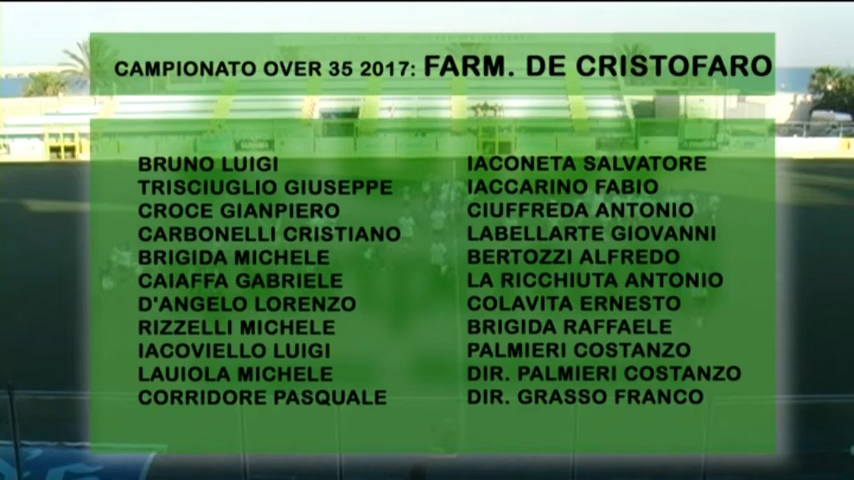 CAMPIONATO OVER 35 2017: FARM. DE CRISTOFARO
BRUNO LUIGI
TRISCIUGLIO GIUSEPPE
CROCE GIANPIERO
CARBONELLI CRISTIANO
BRIGIDA MICHELE
CAIAFFA GABRIELE
D'ANGELO LORENZO
RIZZELLI MICHELE
IACOVIELLO LUIGI
LAUIOLA MICHELE
CORRIDORE PASQUALE
IACONETA SALVATORE
IACCARINO FABIO
CIUFFREDA ANTONIO
LABELLARTE GIOVANNI
BERTOZZI ALFREDO
LA RICCHIUTA ANTONIO
COLAVITA ERNESTO
BRIGIDA RAFFAELE
PALMIERI COSTANZO
DIR. PALMIERI COSTANZO
DIR. GRASSO FRANCO